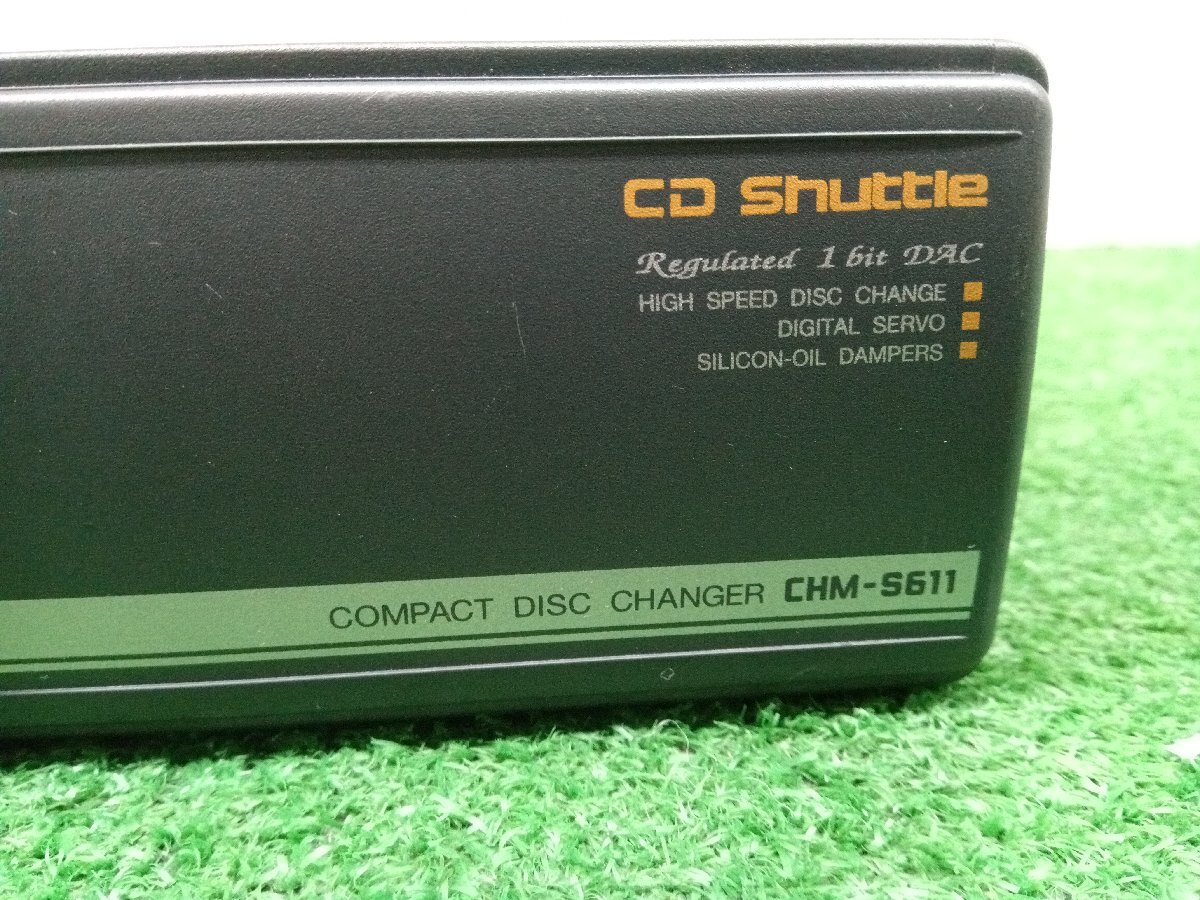 CD Shuttle
Regulated 1 bit DAC
HIGH SPEED DISC CHANGE
DIGITAL SERVO
SILICON-OIL DAMPERS
COMPACT DISC CHANGER CHM-S611